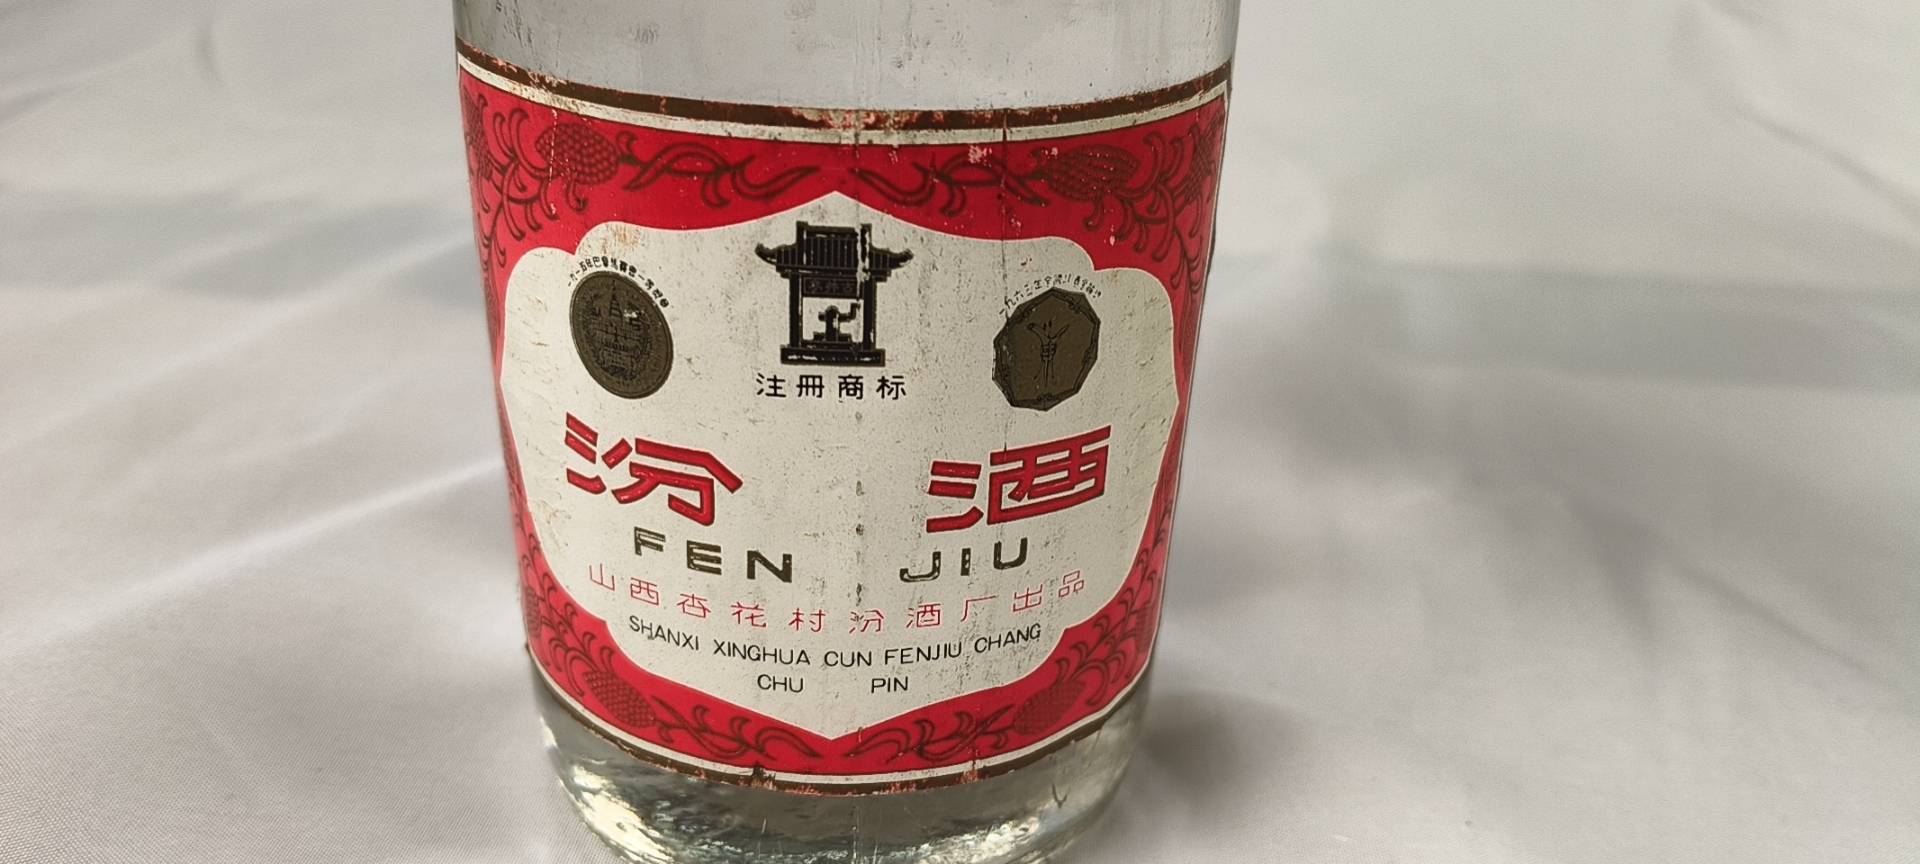 注册商标
汾 酒
FEN JIU
山西杏花村汾酒厂出品
SHANXI XINGHUA CUN FENJIU CHANG
CHU PIN